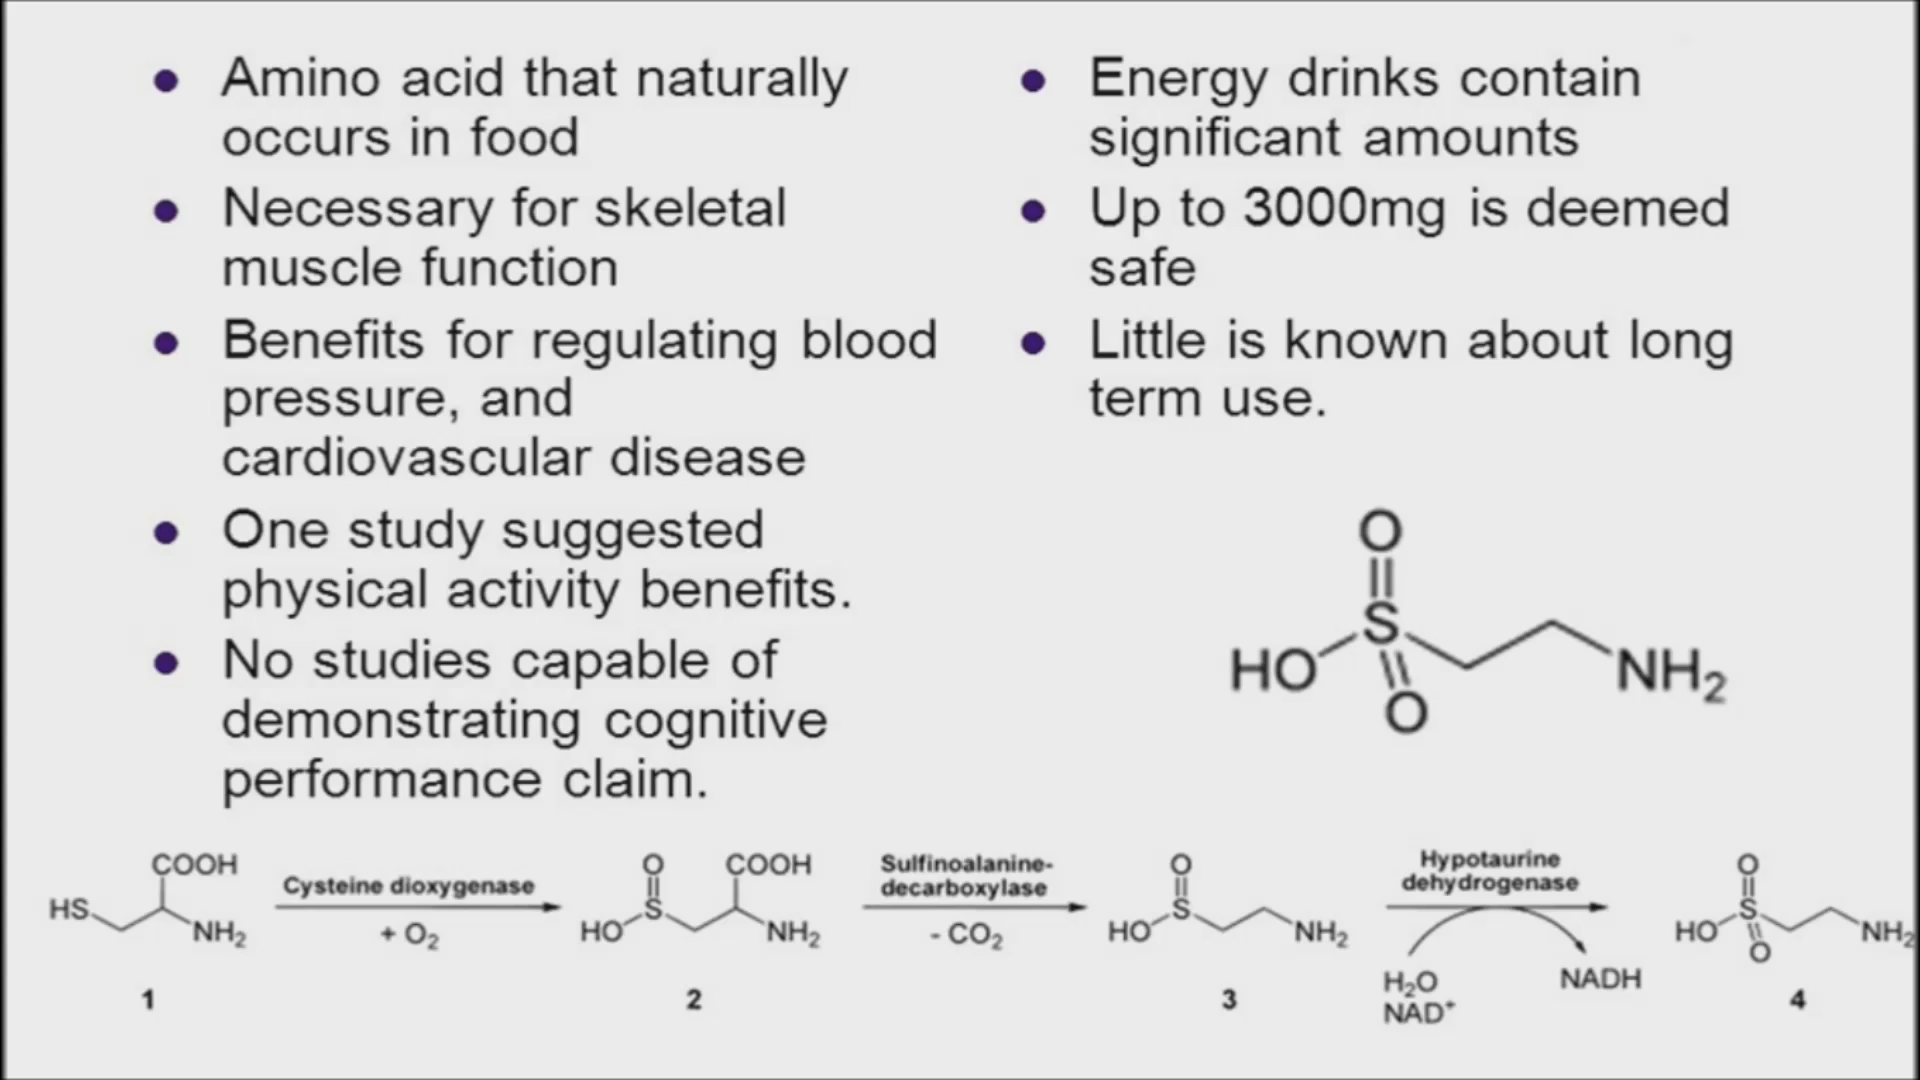 Amino acid that naturally
occurs in food
Necessary for skeletal
muscle function
Benefits for regulating blood
pressure, and
cardiovascular disease
One study suggested
physical activity benefits.
No studies capable of
demonstrating cognitive
performance claim.
Energy drinks contain
significant amounts
Up to 3000mg is deemed
safe
Little is known about long
term use.
O
S
HO
NH₂
O
COOH
HS
NH₂
1
Cysteine dioxygenase
+ O₂
O
COOH
S
HO
NH₂
2
Sulfinoalanine-
decarboxylase
- CO₂
O
S
HO
NH₂
3
Hypotaurine
dehydrogenase
H₂O
NAD⁺
NADH
O
S
HO
NH₂
O
4